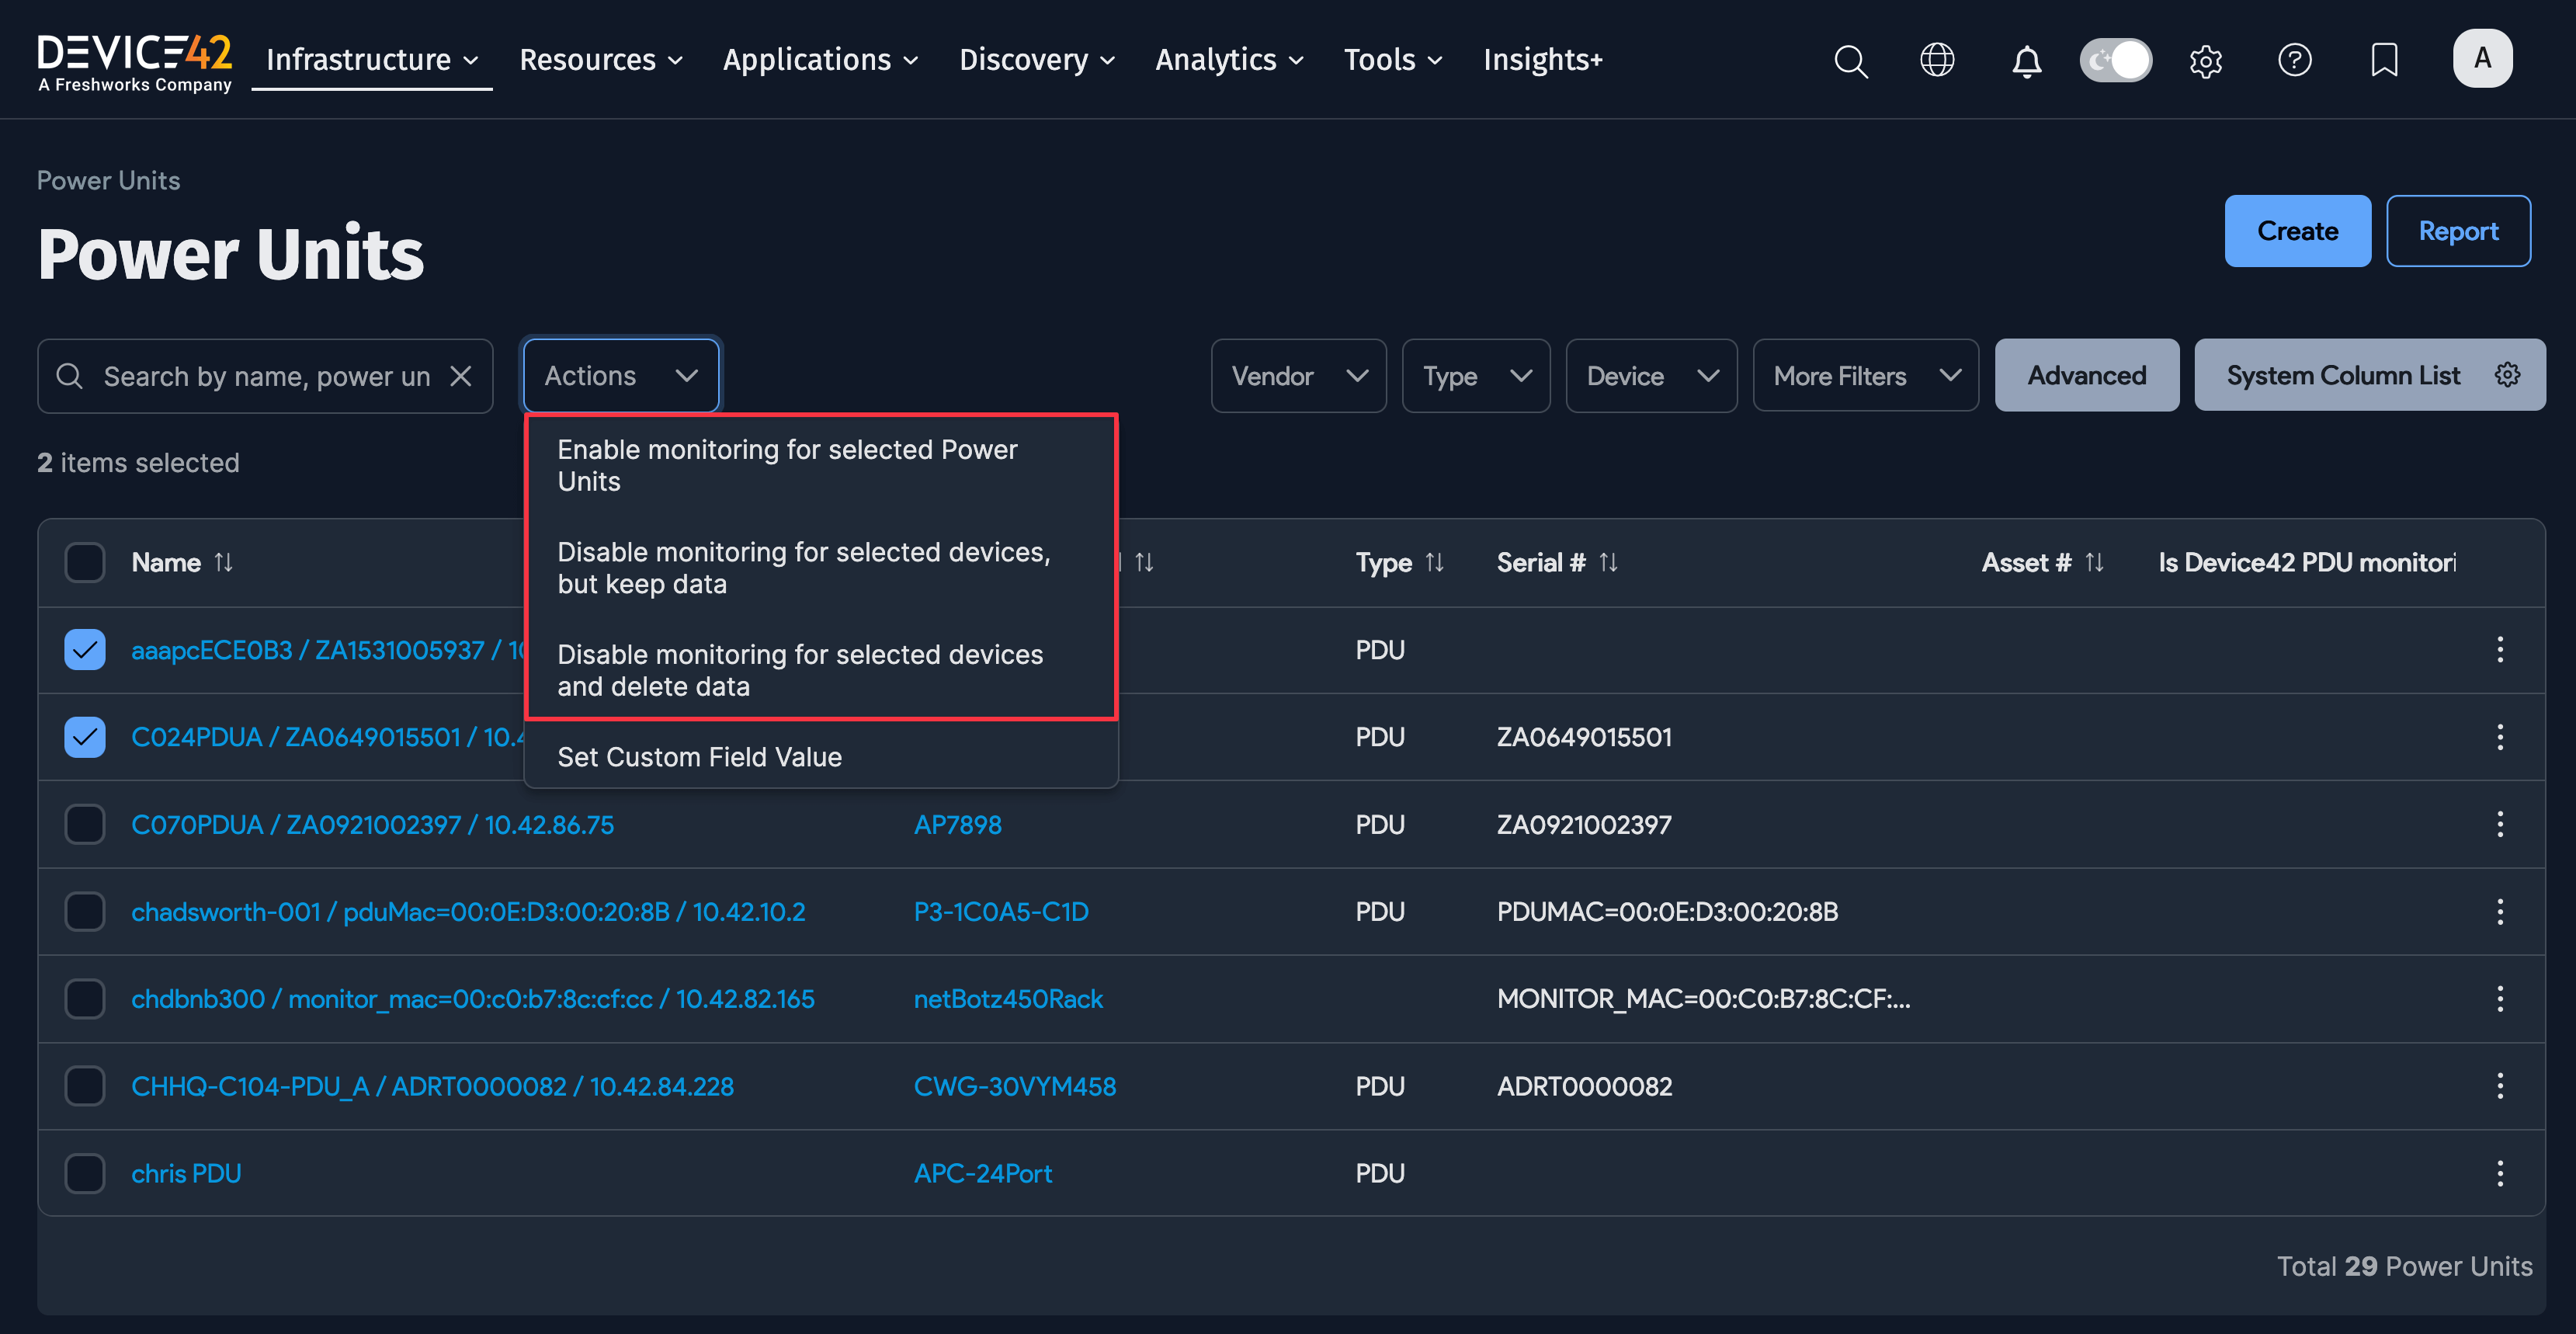 DEVICE42
A Freshworks Company
Infrastructure
Resources
Applications
Discovery
Analytics
Tools
Insights+
A
Power Units
Power Units
Create
Report
Search by name, power un
Actions
Vendor
Type
Device
More Filters
Advanced
System Column List
2 items selected
Enable monitoring for selected Power
Units
Disable monitoring for selected devices,
but keep data
Disable monitoring for selected devices
and delete data
Set Custom Field Value
Name
Type
Serial #
Asset #
Is Device42 PDU monitori
aaapcECE0B3 / ZA1531005937 / 10
PDU
C024PDUA / ZA0649015501 / 10.4
PDU
ZA0649015501
C070PDUA / ZA0921002397 / 10.42.86.75
AP7898
PDU
ZA0921002397
chadsworth-001 / pduMac=00:0E:D3:00:20:8B / 10.42.10.2
P3-1C0A5-C1D
PDU
PDUMAC=00:0E:D3:00:20:8B
chdbnb300 / monitor_mac=00:c0:b7:8c:cf:cc / 10.42.82.165
netBotz450Rack
MONITOR_MAC=00:C0:B7:8C:CF:...
CHHQ-C104-PDU_A / ADRT0000082 / 10.42.84.228
CWG-30VYM458
PDU
ADRT0000082
chris PDU
APC-24Port
PDU
Total 29 Power Units